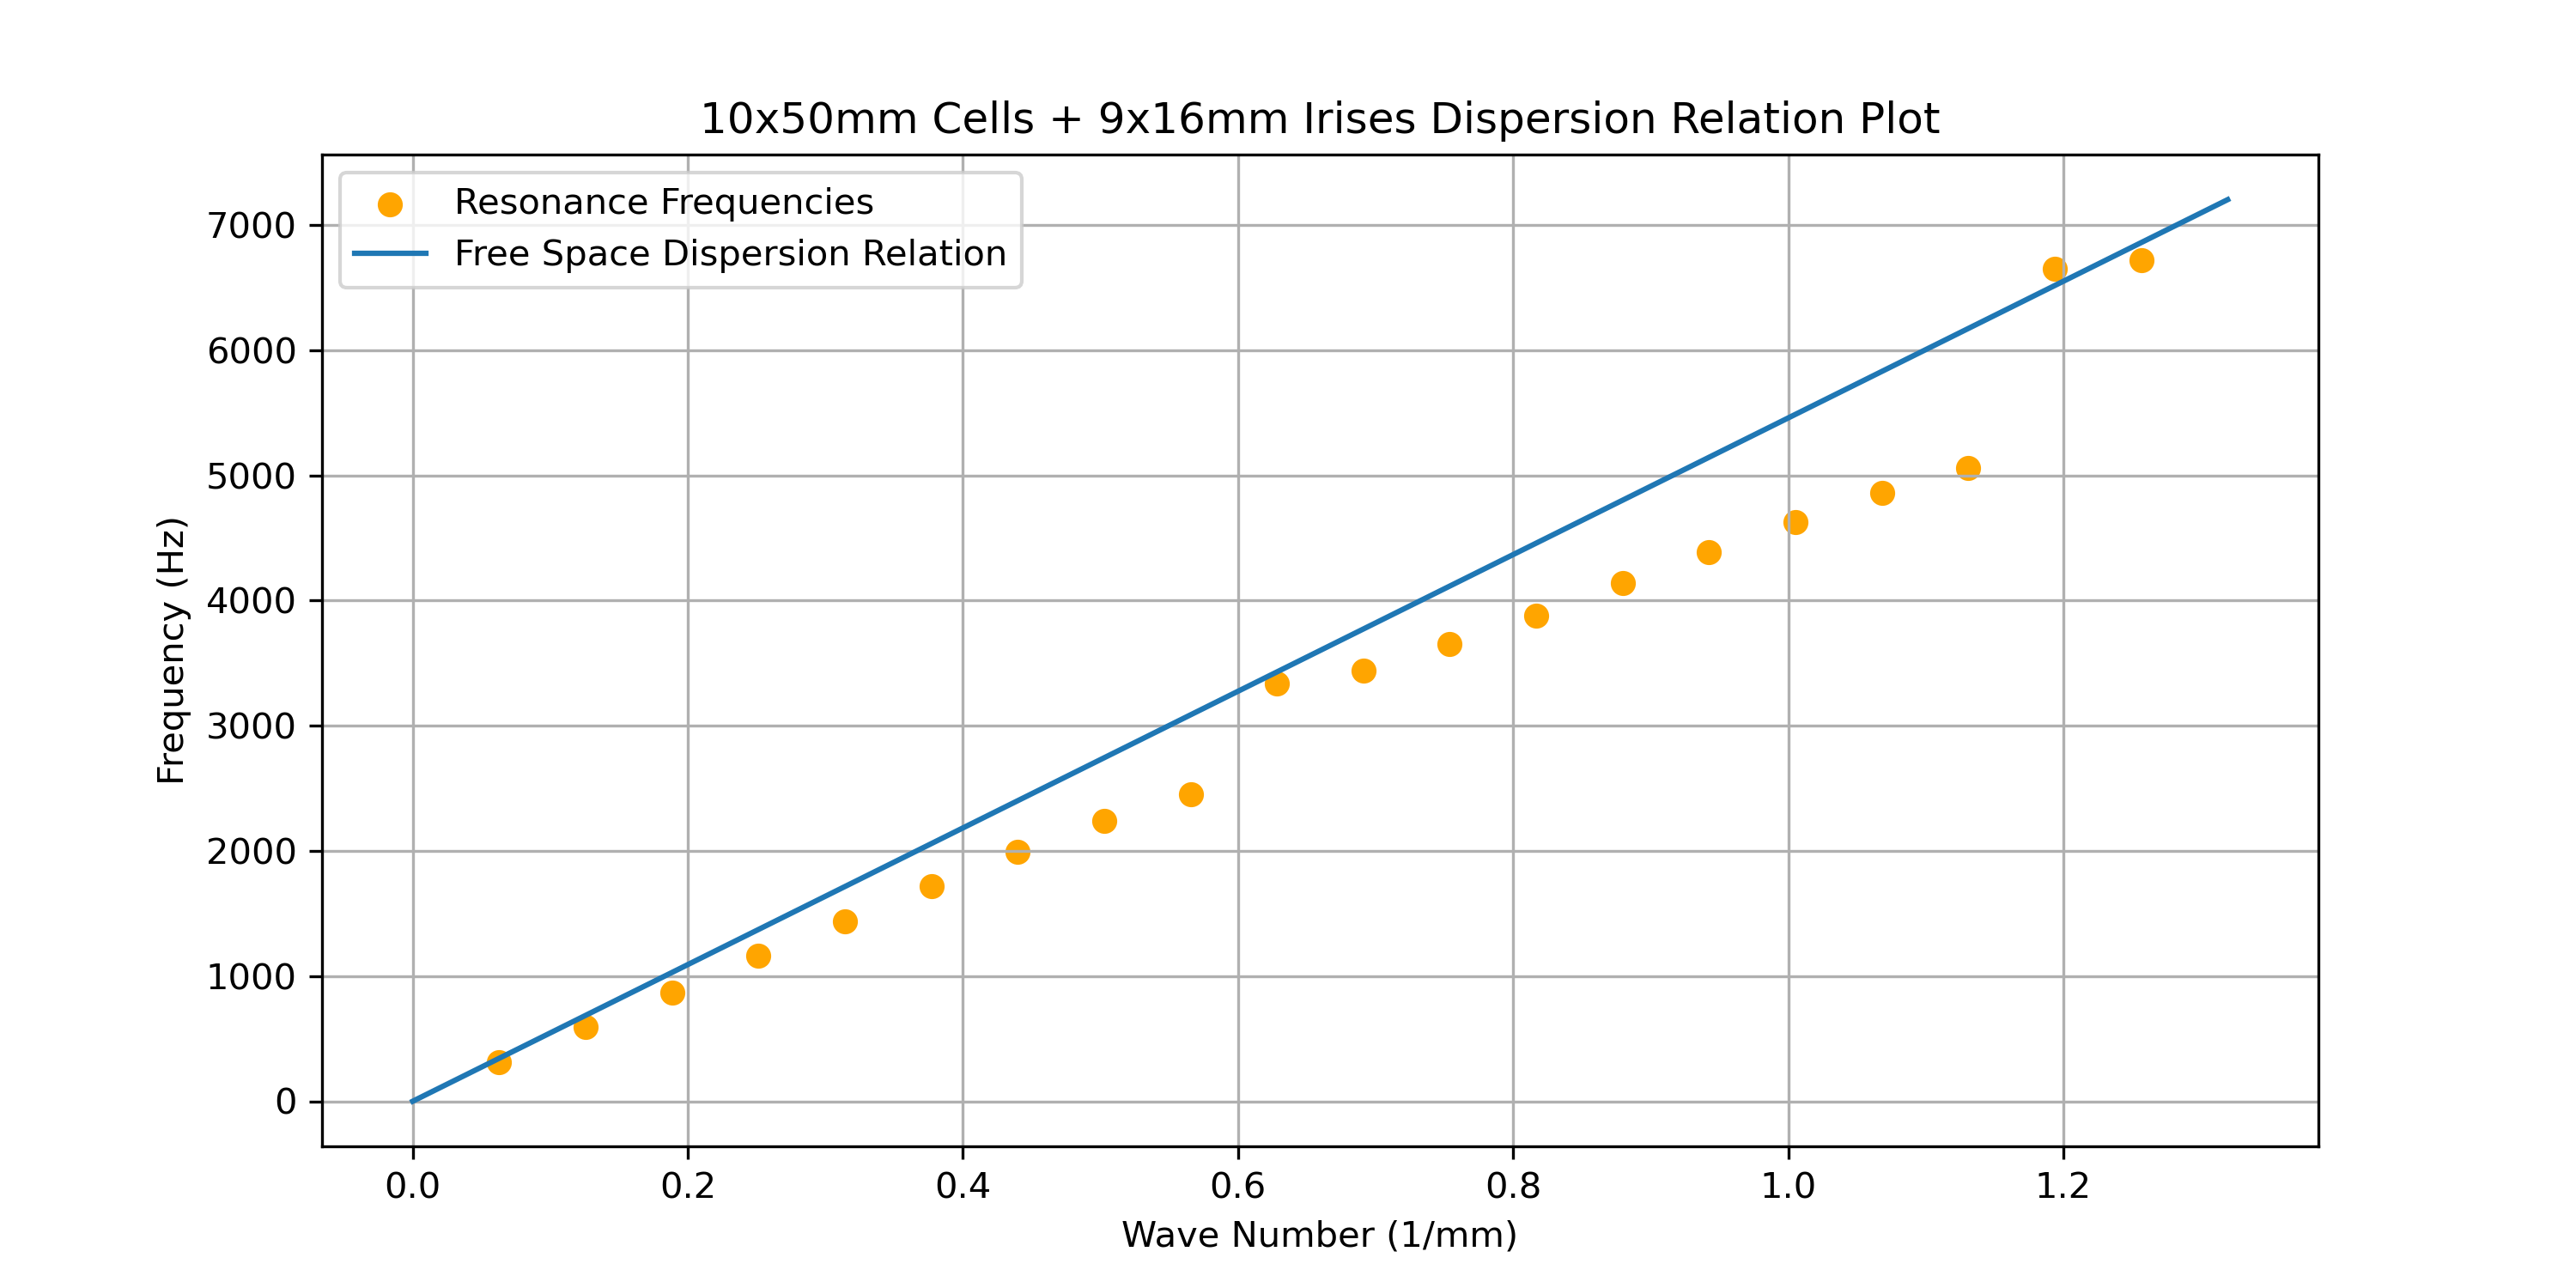 10x50mm Cells + 9x16mm Irises Dispersion Relation Plot
Resonance Frequencies
Free Space Dispersion Relation
7000
6000
5000
4000
3000
2000
1000
0
Frequency (Hz)
0.0 0.2 0.4 0.6 0.8 1.0 1.2
Wave Number (1/mm)